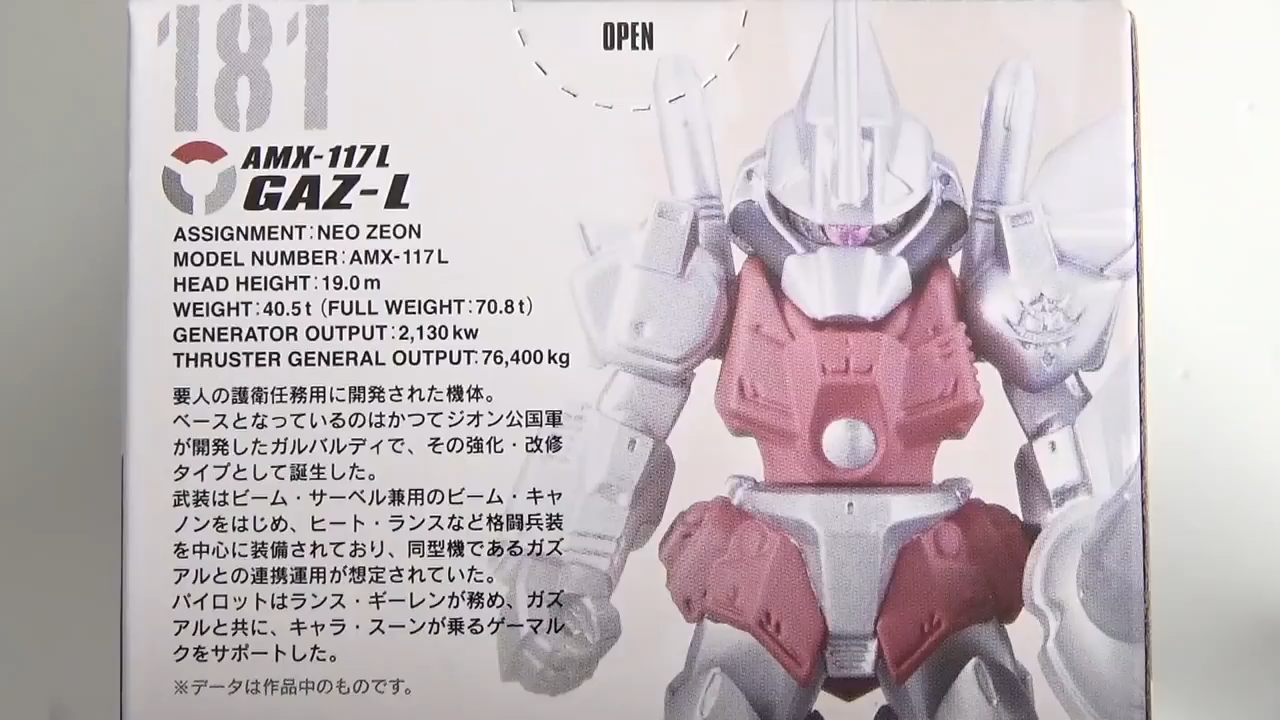 OPEN
181
AMX-117L
GAZ-L
ASSIGNMENT:NEO ZEON
MODEL NUMBER:AMX-117L
HEAD HEIGHT:19.0m
WEIGHT:40.5t (FULL WEIGHT:70.8t)
GENERATOR OUTPUT:2,130kw
THRUSTER GENERAL OUTPUT:76,400kg
要人の護衛任務用に開発された機体。
ベースとなっているのはかつてジオン公国軍
が開発したガルバルディで、その強化・改修
タイプとして誕生した。
武装はビーム・サーベル兼用のビーム・キャ
ノンをはじめ、ヒート・ランスなど格闘兵装
を中心に装備されており、同型機であるガズ
アルとの連携運用が想定されていた。
パイロットはランス・ギーレンが務め、ガズ
アルと共に、キャラ・スーンが乗るゲーマル
クをサポートした。
※データは作品中のものです。